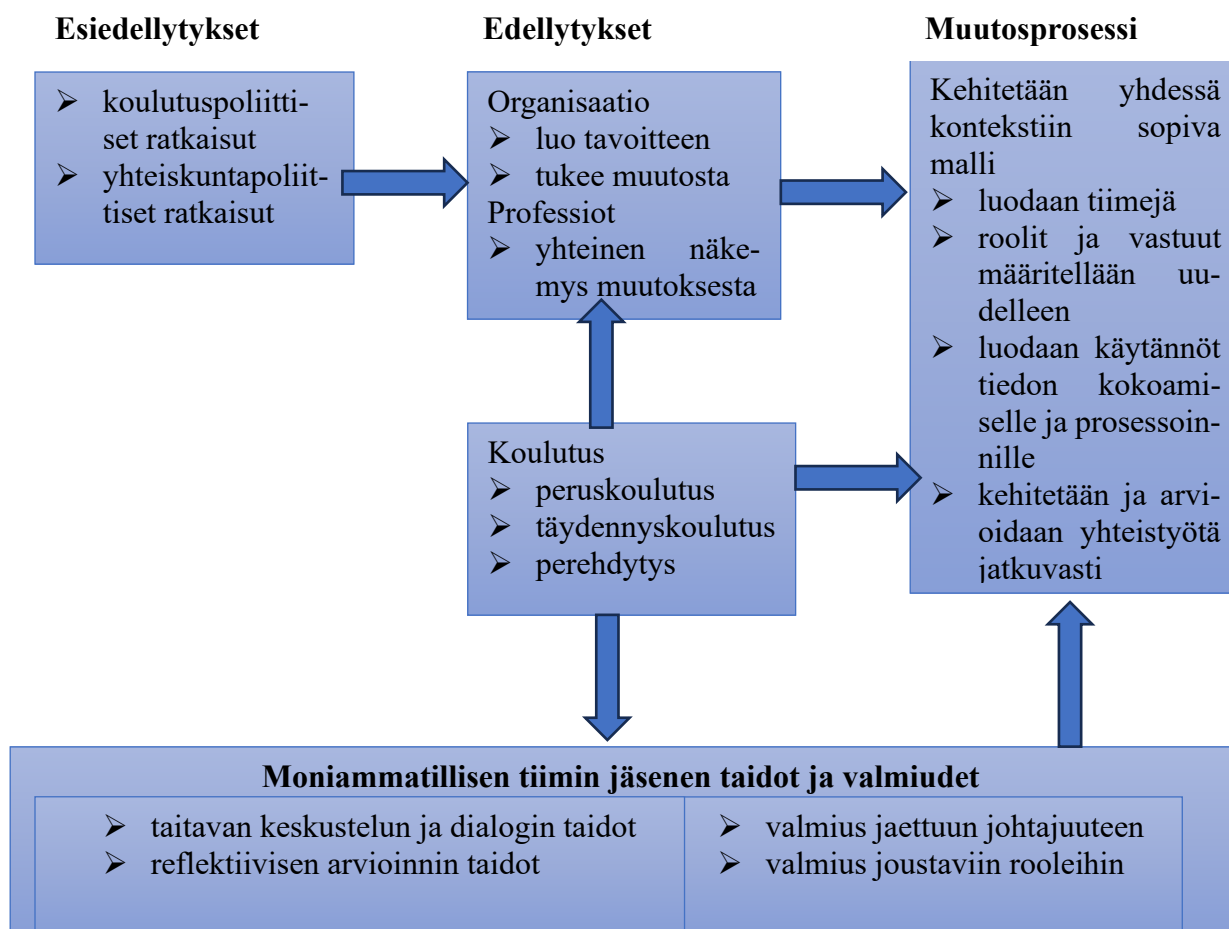 Esiedellytykset
koulutuspoliitti-
set ratkaisut
yhteiskuntapoliit-
tiset ratkaisut
Edellytykset
Organisaatio
luo tavoitteen
tukee muutosta
Professiot
yhteinen näke-
mys muutoksesta
Koulutus
peruskoulutus
täydennyskoulutus
perehdytys
Muutosprosessi
Kehitetään yhdessä
kontekstiin sopiva
malli
luodaan tiimejä
roolit ja vastuut
määritellään uu-
delleen
luodaan käytännöt
tiedon kokoami-
selle ja prosessoin-
nille
kehitetään ja arvi-
oidaan yhteistyötä
jatkuvasti
Moniammatillisen tiimin jäsenen taidot ja valmiudet
taitavan keskustelun ja dialogin taidot
reflektiivisen arvioinnin taidot
valmius jaettuun johtajuuteen
valmius joustaviin rooleihin